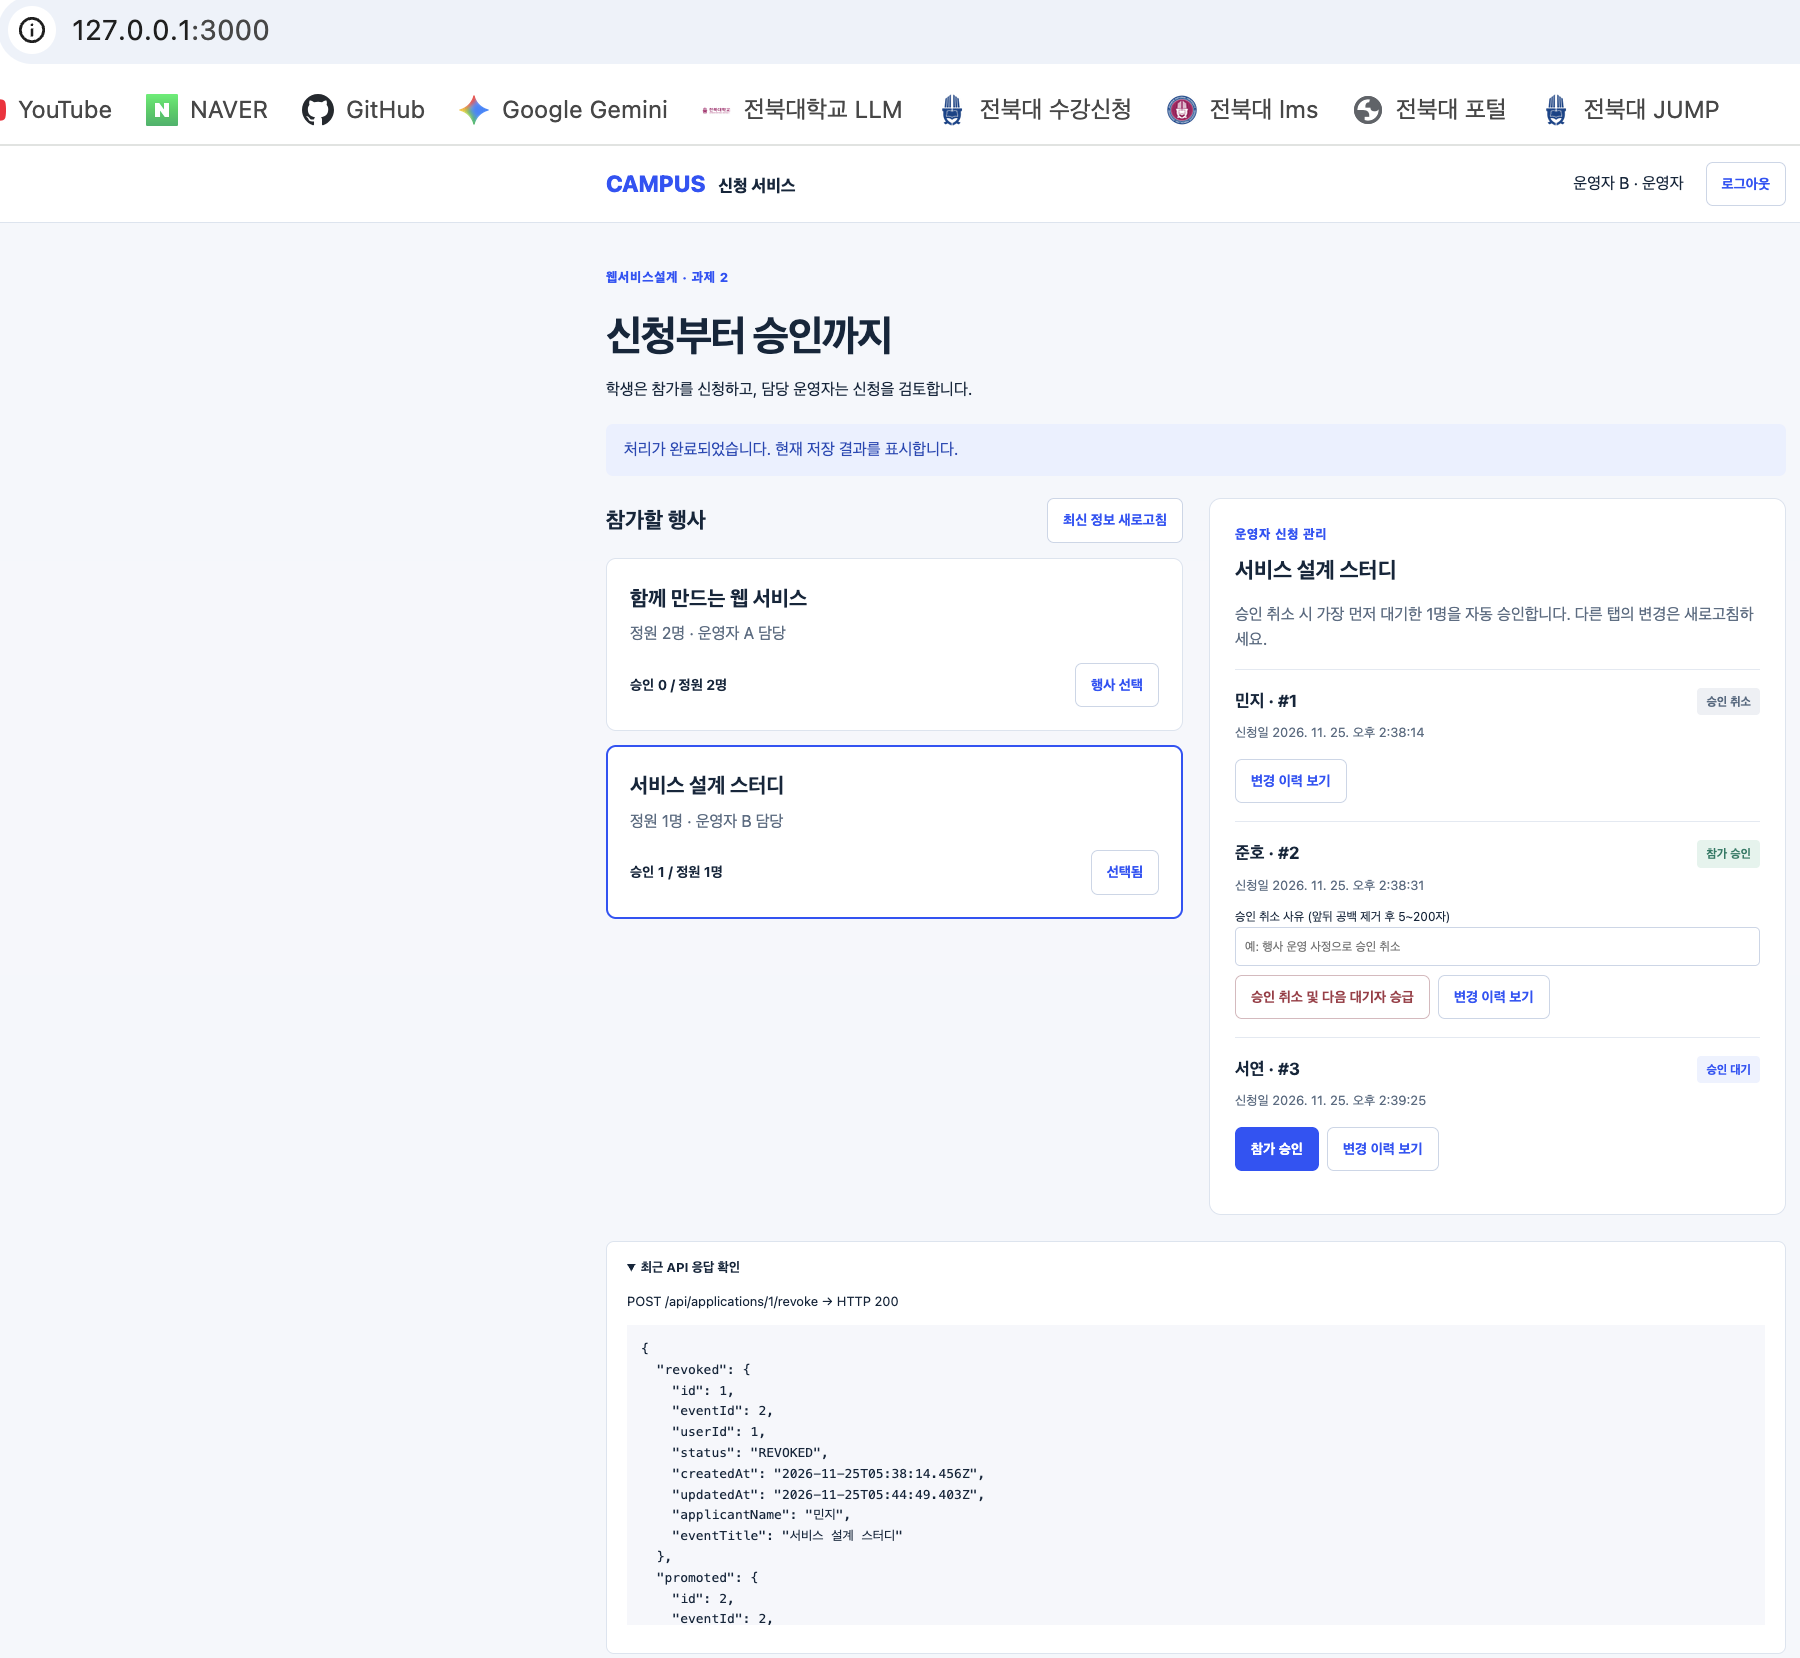 127.0.0.1:3000
YouTube NAVER GitHub Google Gemini 전북대학교 LLM 전북대 수강신청 전북대 lms 전북대 포털 전북대 JUMP
CAMPUS 신청 서비스
운영자 B · 운영자 로그아웃
웹서비스설계 · 과제 2
신청부터 승인까지
학생은 참가를 신청하고, 담당 운영자는 신청을 검토합니다.
처리가 완료되었습니다. 현재 저장 결과를 표시합니다.
참가할 행사 최신 정보 새로고침
함께 만드는 웹 서비스
정원 2명 · 운영자 A 담당
승인 0 / 정원 2명 행사 선택
서비스 설계 스터디
정원 1명 · 운영자 B 담당
승인 1 / 정원 1명 선택됨
운영자 신청 관리
서비스 설계 스터디
승인 취소 시 가장 먼저 대기한 1명을 자동 승인합니다. 다른 탭의 변경은 새로고침하
세요.
민지 · #1 승인 취소
신청일 2026. 11. 25. 오후 2:38:14
변경 이력 보기
준호 · #2 참가 승인
신청일 2026. 11. 25. 오후 2:38:31
승인 취소 사유 (앞뒤 공백 제거 후 5~200자)
예: 행사 운영 사정으로 승인 취소
승인 취소 및 다음 대기자 승급 변경 이력 보기
서연 · #3 승인 대기
신청일 2026. 11. 25. 오후 2:39:25
참가 승인 변경 이력 보기
▼ 최근 API 응답 확인
POST /api/applications/1/revoke → HTTP 200
{
"revoked": {
"id": 1,
"eventId": 2,
"userId": 1,
"status": "REVOKED",
"createdAt": "2026-11-25T05:38:14.456Z",
"updatedAt": "2026-11-25T05:44:49.403Z",
"applicantName": "민지",
"eventTitle": "서비스 설계 스터디"
},
"promoted": {
"id": 2,
"eventId": 2,